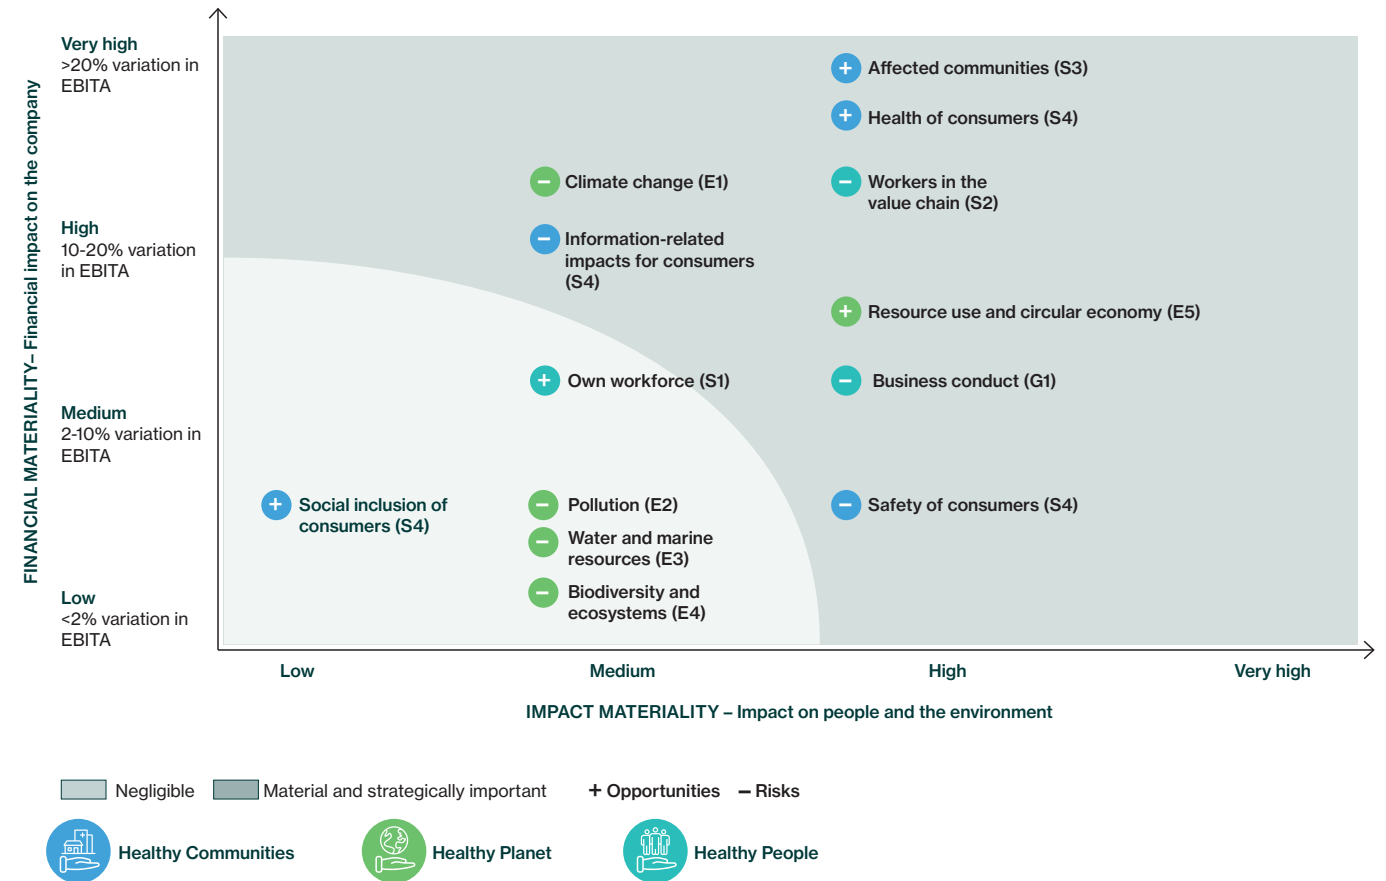 FINANCIAL MATERIALITY– Financial impact on the company
Very high
>20% variation in
EBITA
High
10-20% variation
in EBITA
Medium
2-10% variation in
EBITA
Low
<2% variation in
EBITA
+ Affected communities (S3)
+ Health of consumers (S4)
– Climate change (E1)
– Workers in the
value chain (S2)
– Information-related
impacts for consumers
(S4)
+ Resource use and circular economy (E5)
+ Own workforce (S1)
– Business conduct (G1)
+ Social inclusion of
consumers (S4)
– Pollution (E2)
– Safety of consumers (S4)
– Water and marine
resources (E3)
– Biodiversity and
ecosystems (E4)
Low Medium High Very high
IMPACT MATERIALITY – Impact on people and the environment
Negligible Material and strategically important + Opportunities – Risks
Healthy Communities Healthy Planet Healthy People